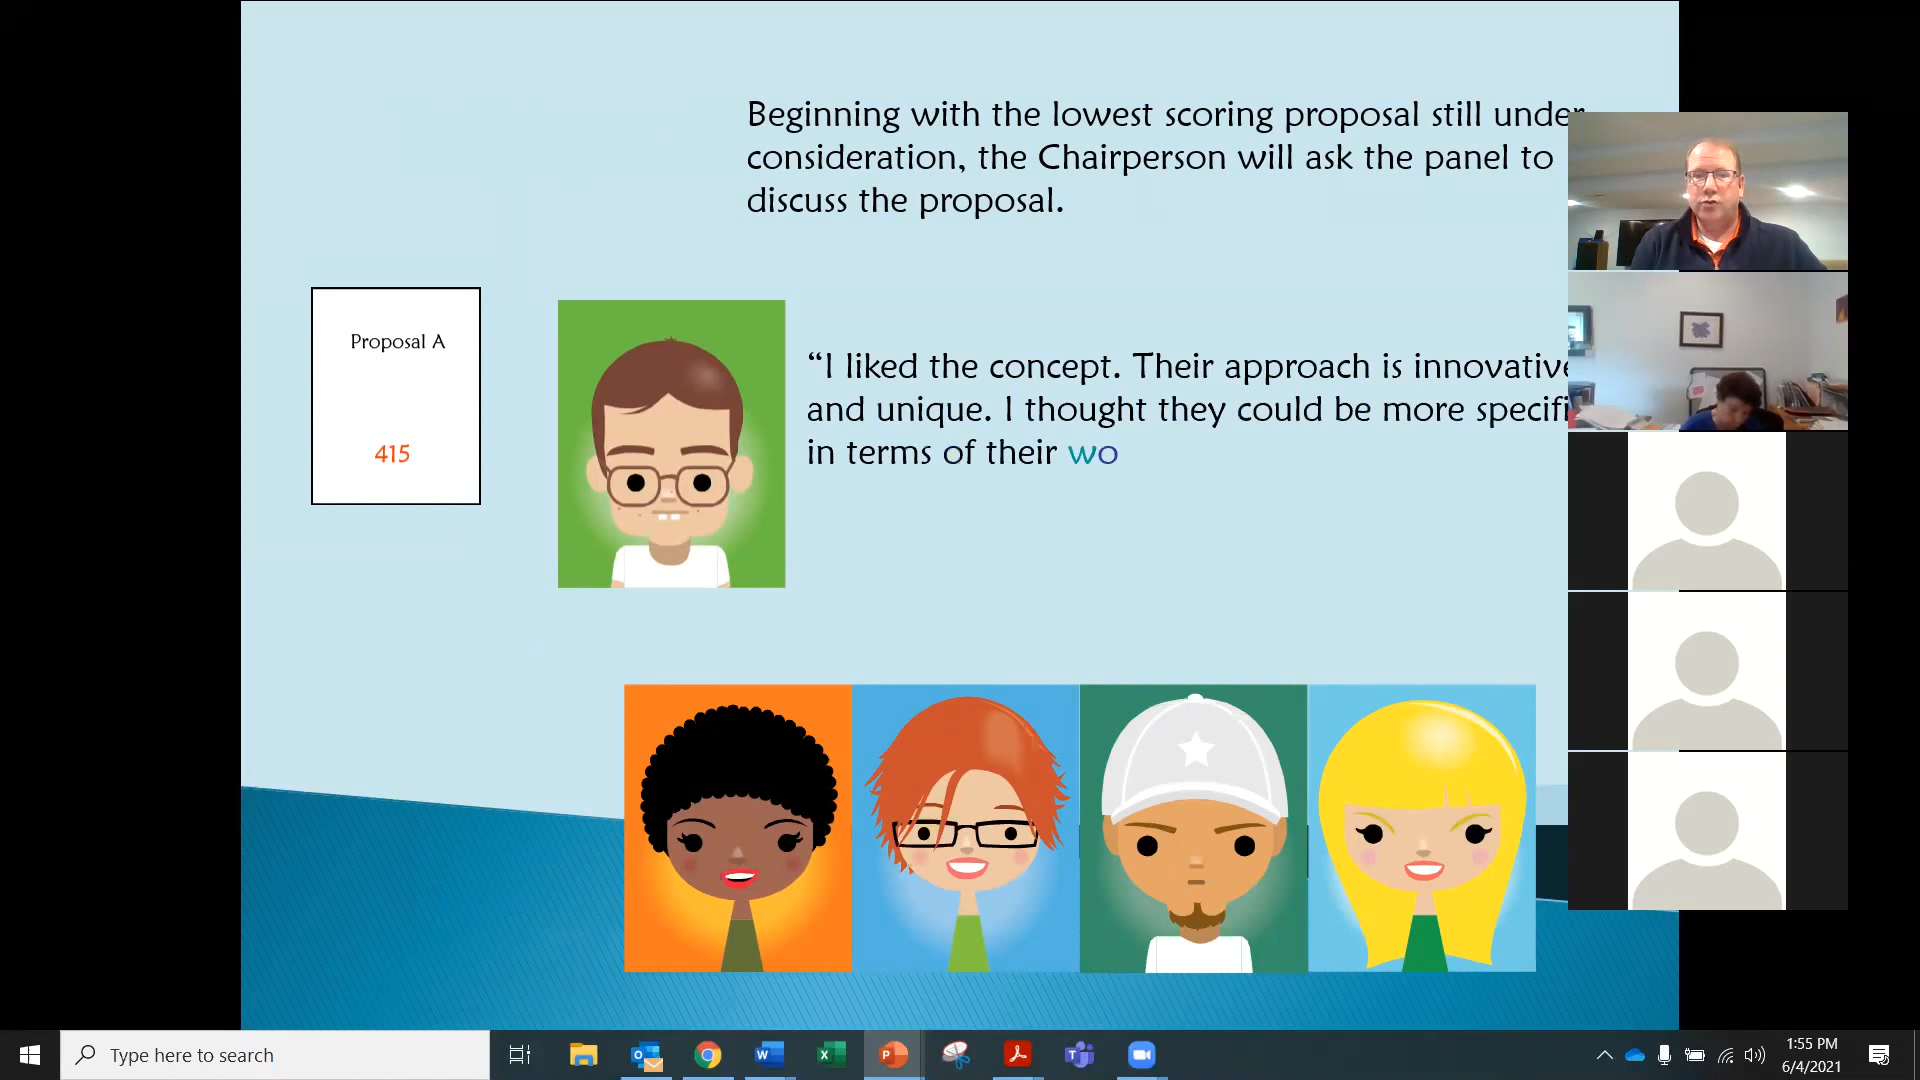 Beginning with the lowest scoring proposal still under
consideration, the Chairperson will ask the panel to
discuss the proposal.
Proposal A
415
“I liked the concept. Their approach is innovative
and unique. I thought they could be more specifi
in terms of their wo
Type here to search
1:55 PM
6/4/2021